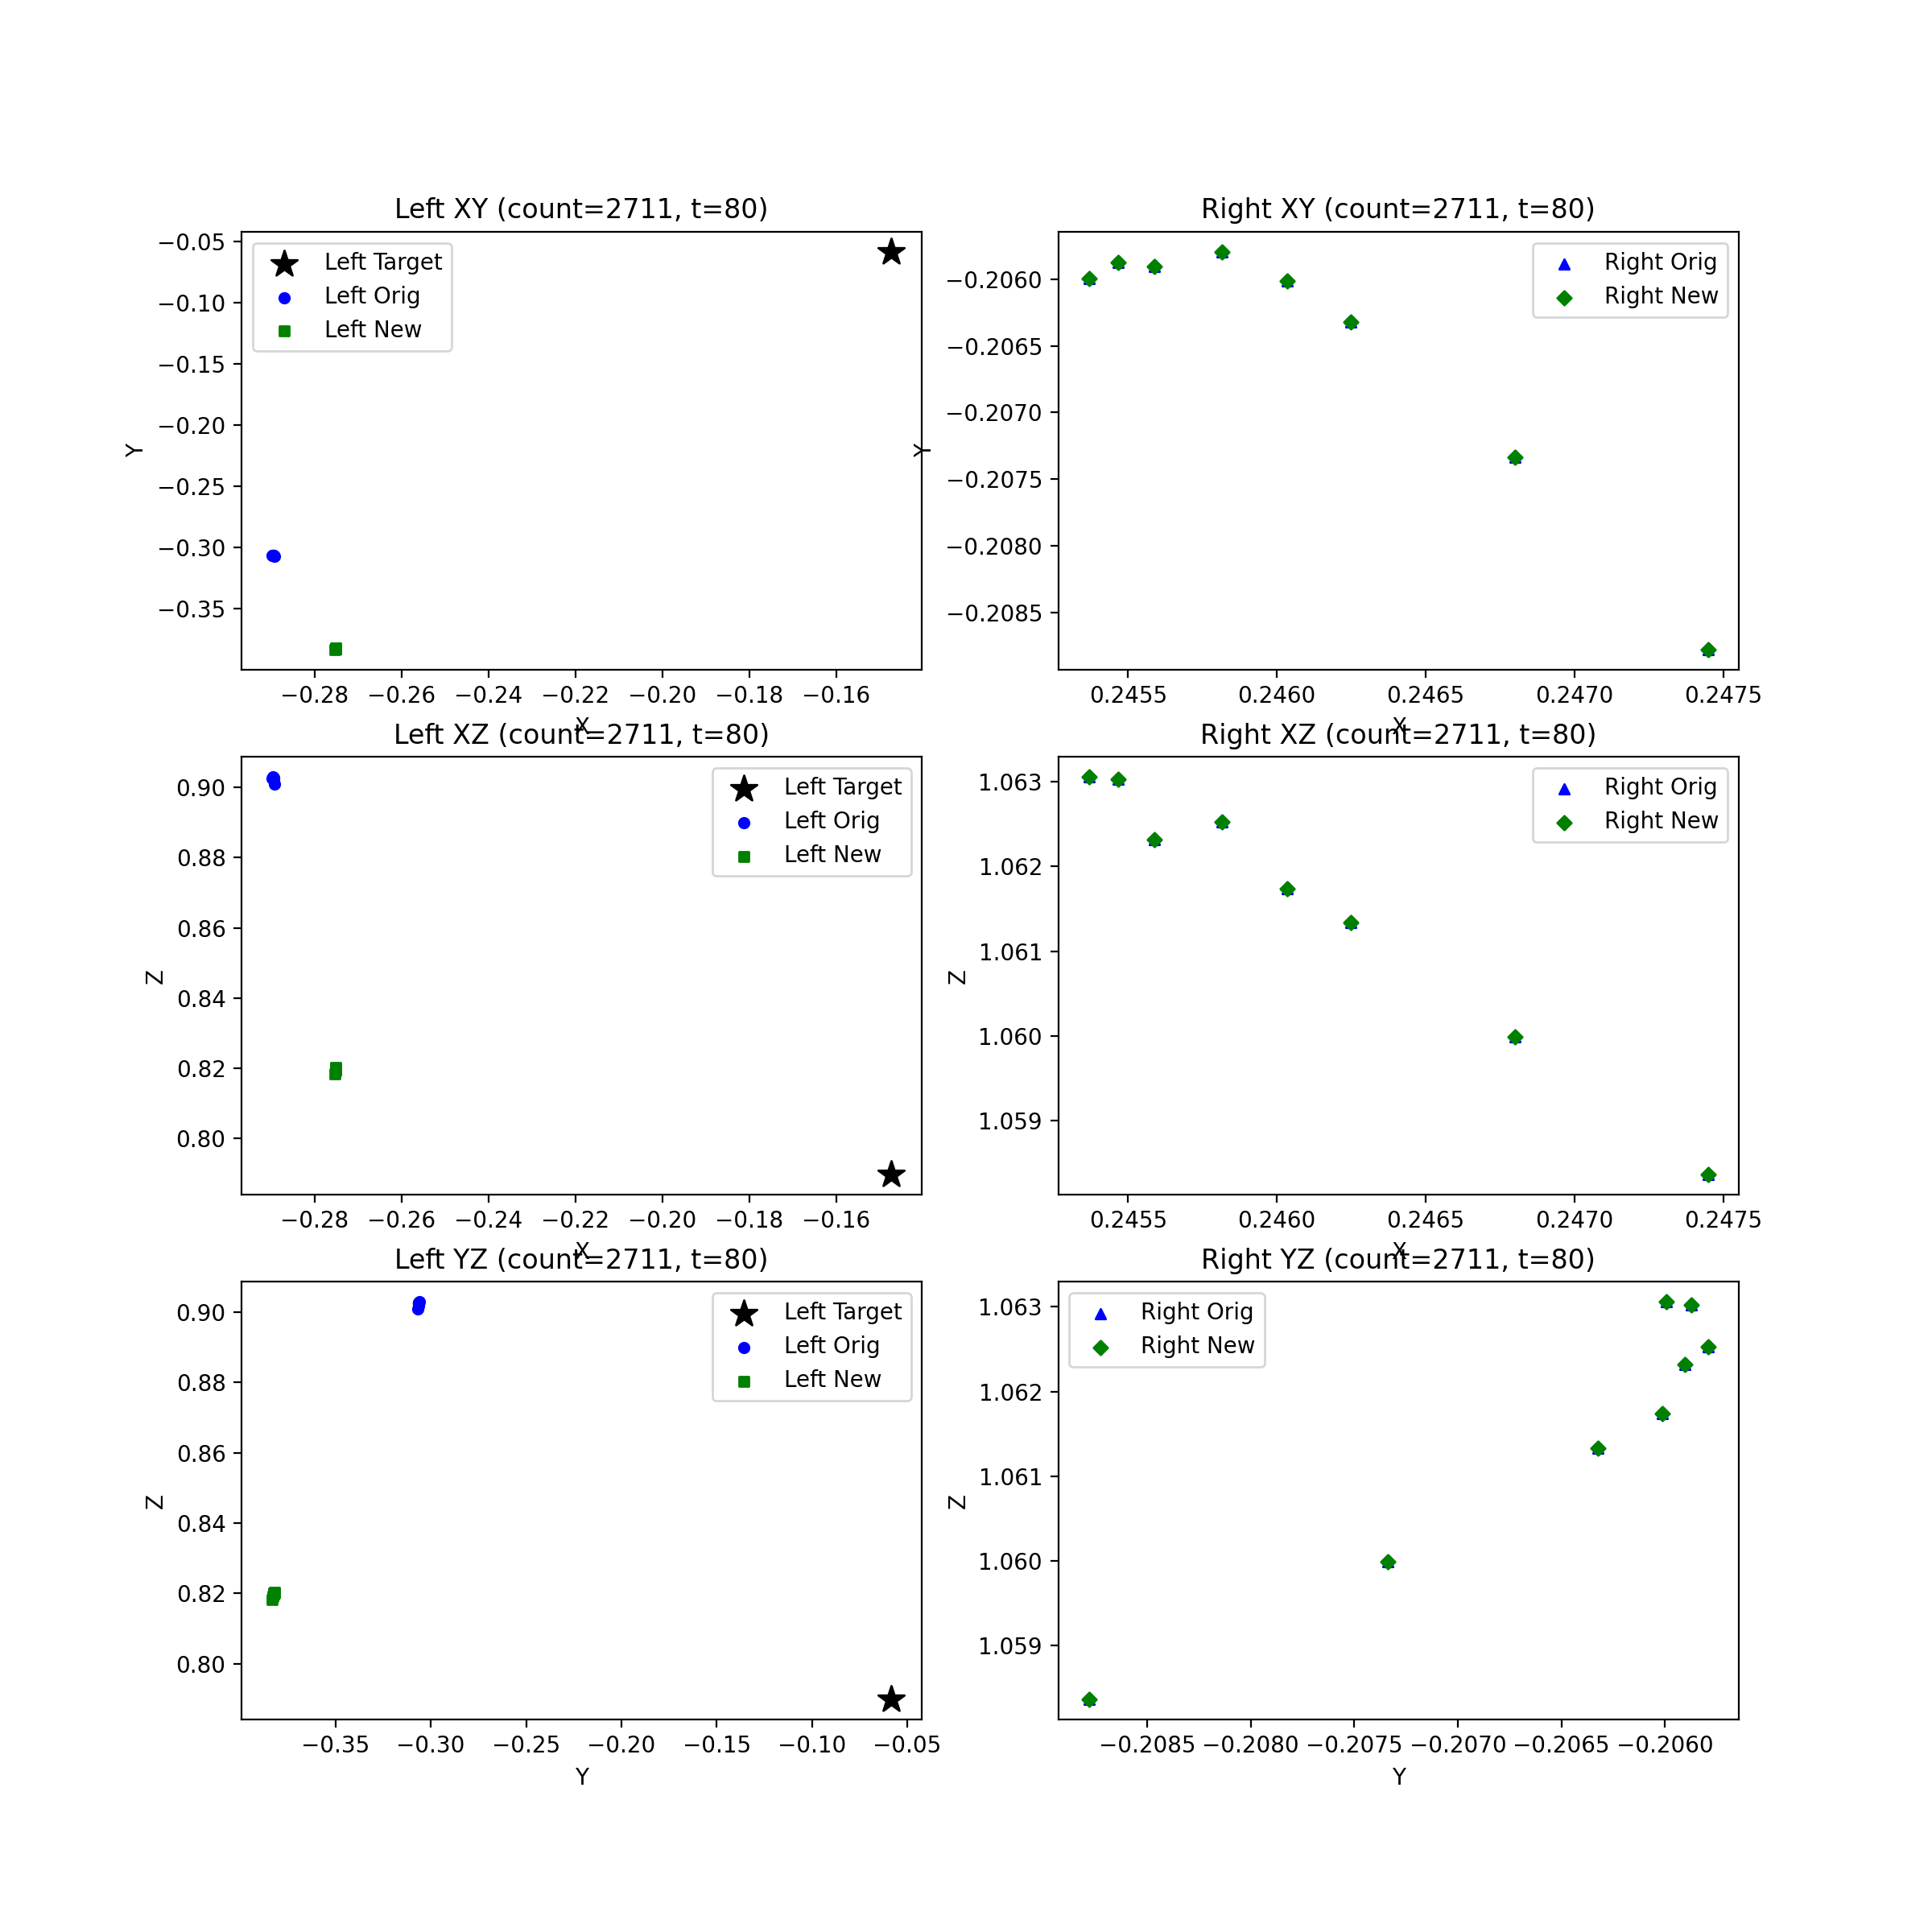 Left XY (count=2711, t=80)
Left Target
Left Orig
Left New
Y
−0.05
−0.10
−0.15
−0.20
−0.25
−0.30
−0.35
−0.28 −0.26 −0.24 −0.22 −0.20 −0.18 −0.16
X
Right XY (count=2711, t=80)
Right Orig
Right New
Y
−0.2060
−0.2065
−0.2070
−0.2075
−0.2080
−0.2085
0.2455 0.2460 0.2465 0.2470 0.2475
X
Left XZ (count=2711, t=80)
Left Target
Left Orig
Left New
Z
0.90
0.88
0.86
0.84
0.82
0.80
−0.28 −0.26 −0.24 −0.22 −0.20 −0.18 −0.16
X
Right XZ (count=2711, t=80)
Right Orig
Right New
Z
1.063
1.062
1.061
1.060
1.059
0.2455 0.2460 0.2465 0.2470 0.2475
X
Left YZ (count=2711, t=80)
Left Target
Left Orig
Left New
Z
0.90
0.88
0.86
0.84
0.82
0.80
−0.35 −0.30 −0.25 −0.20 −0.15 −0.10 −0.05
Y
Right YZ (count=2711, t=80)
Right Orig
Right New
Z
1.063
1.062
1.061
1.060
1.059
−0.2085 −0.2080 −0.2075 −0.2070 −0.2065 −0.2060
Y